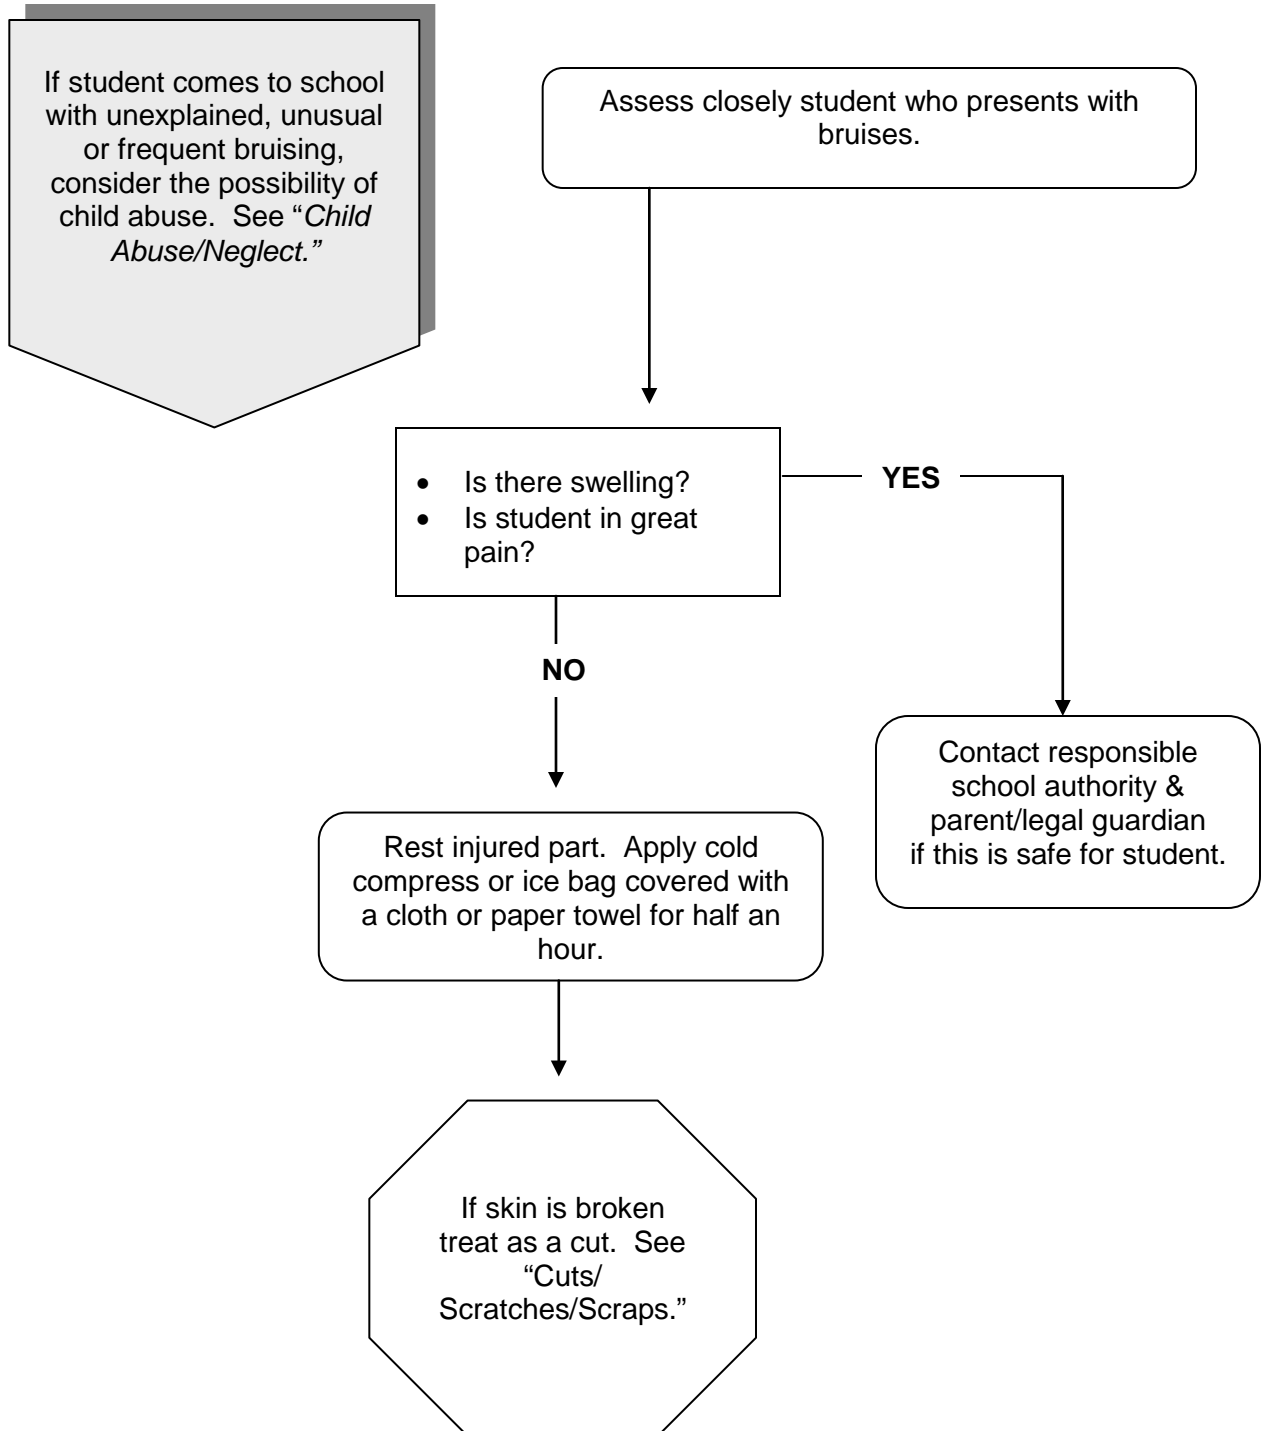 If student comes to school
with unexplained, unusual
or frequent bruising,
consider the possibility of
child abuse.  See “Child
Abuse/Neglect.”
Assess closely student who presents with
bruises.
• Is there swelling?
• Is student in great
pain?
YES
NO
Contact responsible
school authority &
parent/legal guardian
if this is safe for student.
Rest injured part.  Apply cold
compress or ice bag covered with
a cloth or paper towel for half an
hour.
If skin is broken
treat as a cut.  See
“Cuts/
Scratches/Scraps.”